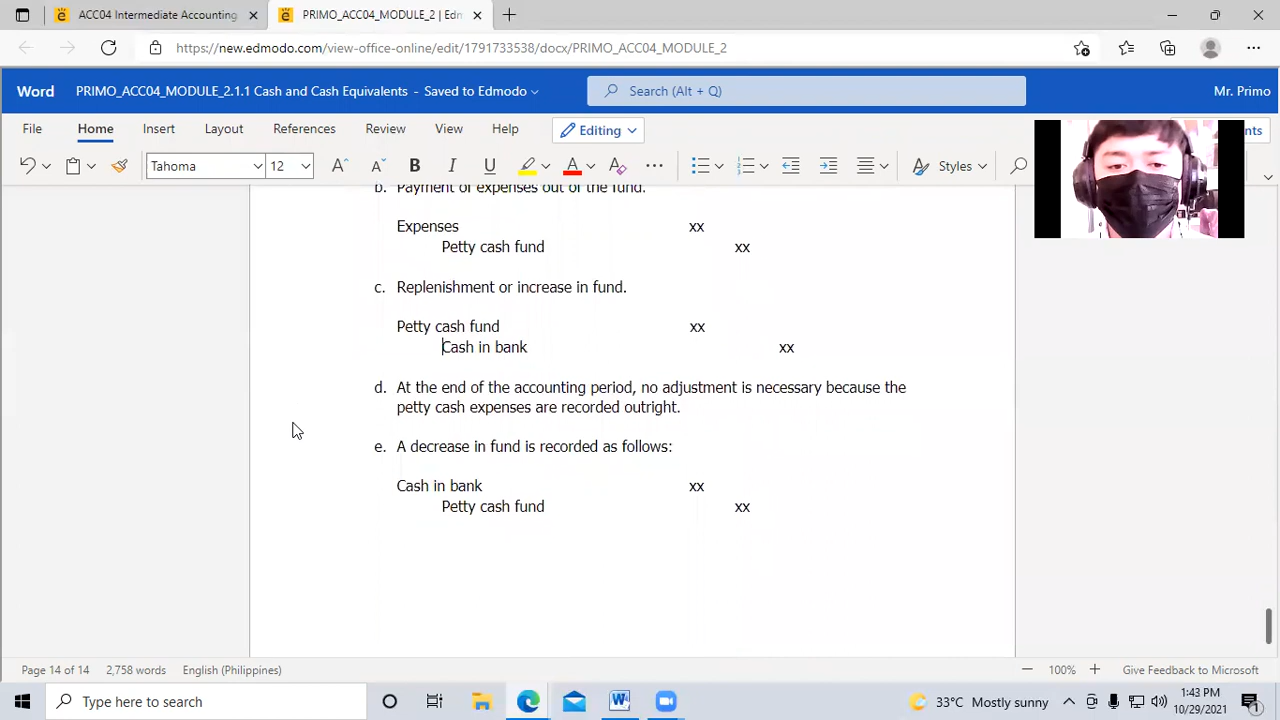 ACC04 Intermediate Accounting
PRIMO_ACC04_MODULE_2 | Edn
https://new.edmodo.com/view-office-online/edit/1791733538/docx/PRIMO_ACC04_MODULE_2
Word PRIMO_ACC04_MODULE_2.1.1 Cash and Cash Equivalents - Saved to Edmodo Search (Alt + Q) Mr. Primo
File Home Insert Layout References Review View Help Editing
Tahoma 12 B I U A A Styles
b. Payment of expenses out of the fund.
Expenses xx
Petty cash fund xx
c. Replenishment or increase in fund.
Petty cash fund xx
Cash in bank xx
d. At the end of the accounting period, no adjustment is necessary because the
petty cash expenses are recorded outright.
e. A decrease in fund is recorded as follows:
Cash in bank xx
Petty cash fund xx
Page 14 of 14 2,758 words English (Philippines) 100% Give Feedback to Microsoft
Type here to search 33°C Mostly sunny 1:43 PM
10/29/2021